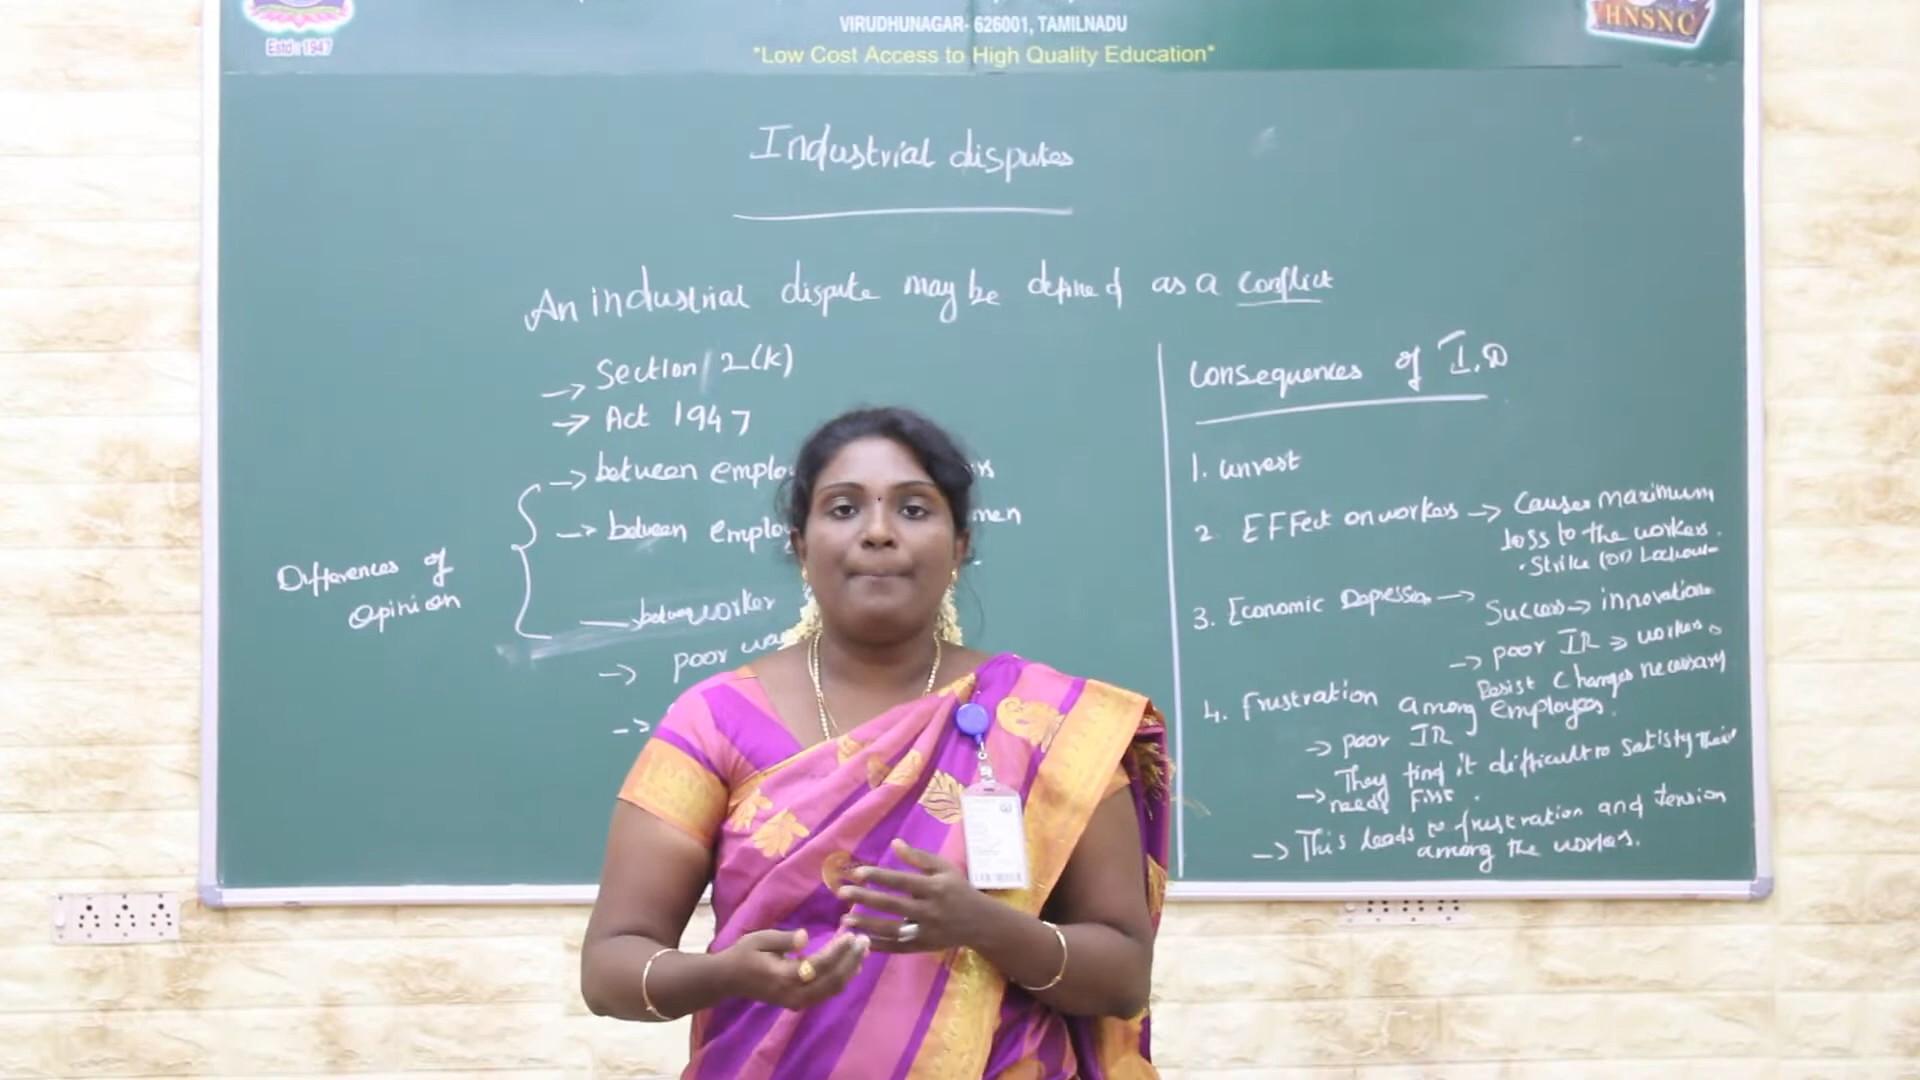 Estd : 1947
VIRUDHUNAGAR- 626001, TAMILNADU
"Low Cost Access to High Quality Education"
HNSNC
Industrial disputes
An industrial dispute may be defined as a conflict
→ Section 2(k)
→ Act 1947
→ between
→ between
between worker
Differences of
opinion
→ poor
→
Consequences of I.D
1. unrest
2. EFFect on workers → Causes maximum
loss to the workers.
. Strike (or)
3. Economic → Success → innovation
→ poor IR → workers
Resist Changes necessary
4. frustration among employees.
→ poor IR
→ They find it difficult to satisfy their
needs First.
→ This leads to frustration and tension
among the workers.